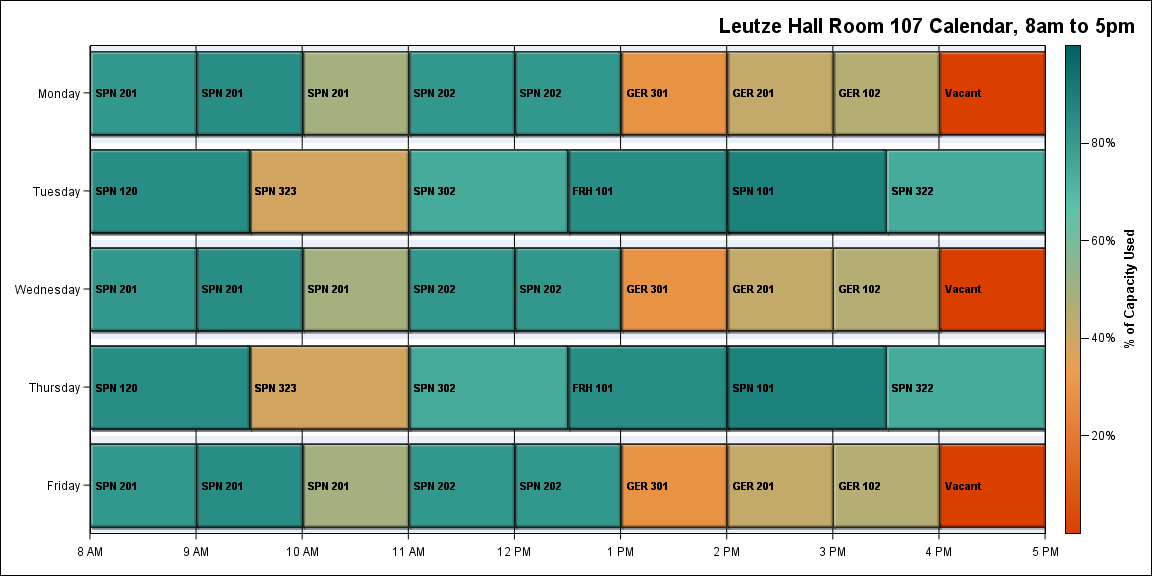 Leutze Hall Room 107 Calendar, 8am to 5pm
Monday
SPN 201 SPN 201 SPN 201 SPN 202 SPN 202 GER 301 GER 201 GER 102 Vacant
Tuesday
SPN 120 SPN 323 SPN 302 FRH 101 SPN 101 SPN 322
Wednesday
SPN 201 SPN 201 SPN 201 SPN 202 SPN 202 GER 301 GER 201 GER 102 Vacant
Thursday
SPN 120 SPN 323 SPN 302 FRH 101 SPN 101 SPN 322
Friday
SPN 201 SPN 201 SPN 201 SPN 202 SPN 202 GER 301 GER 201 GER 102 Vacant
8 AM 9 AM 10 AM 11 AM 12 PM 1 PM 2 PM 3 PM 4 PM 5 PM
80%
60%
40%
20%
% of Capacity Used